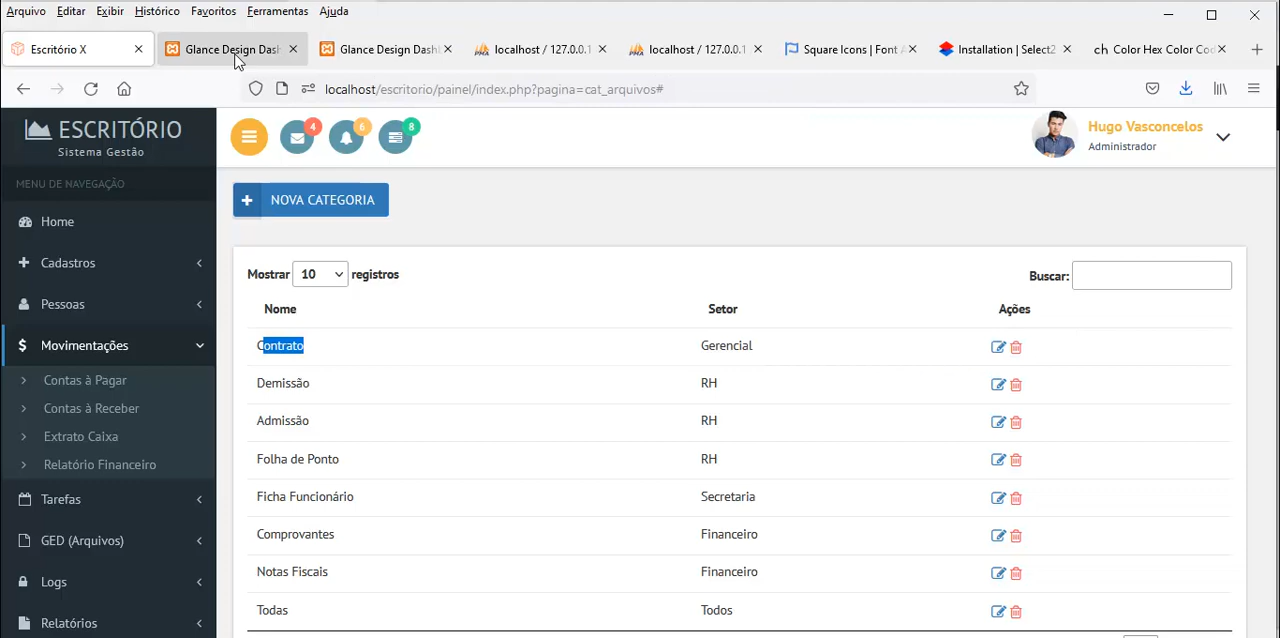 Arquivo Editar Exibir Histórico Favoritos Ferramentas Ajuda
Escritório X Glance Design Dash Glance Design Dash localhost / 127.0.0.1 localhost / 127.0.0.1 Square Icons | Font A Installation | Select2 ch Color Hex Color Cod
localhost/escritorio/painel/index.php?pagina=cat_arquivos#
ESCRITÓRIO
Sistema Gestão
4 6 8
Hugo Vasconcelos
Administrador
MENU DE NAVEGAÇÃO
Home
Cadastros
Pessoas
$ Movimentações
Contas à Pagar
Contas à Receber
Extrato Caixa
Relatório Financeiro
Tarefas
GED (Arquivos)
Logs
Relatórios
+ NOVA CATEGORIA
Mostrar 10 registros
Buscar:
Nome Setor Ações
Contrato Gerencial
Demissão RH
Admissão RH
Folha de Ponto RH
Ficha Funcionário Secretaria
Comprovantes Financeiro
Notas Fiscais Financeiro
Todas Todos